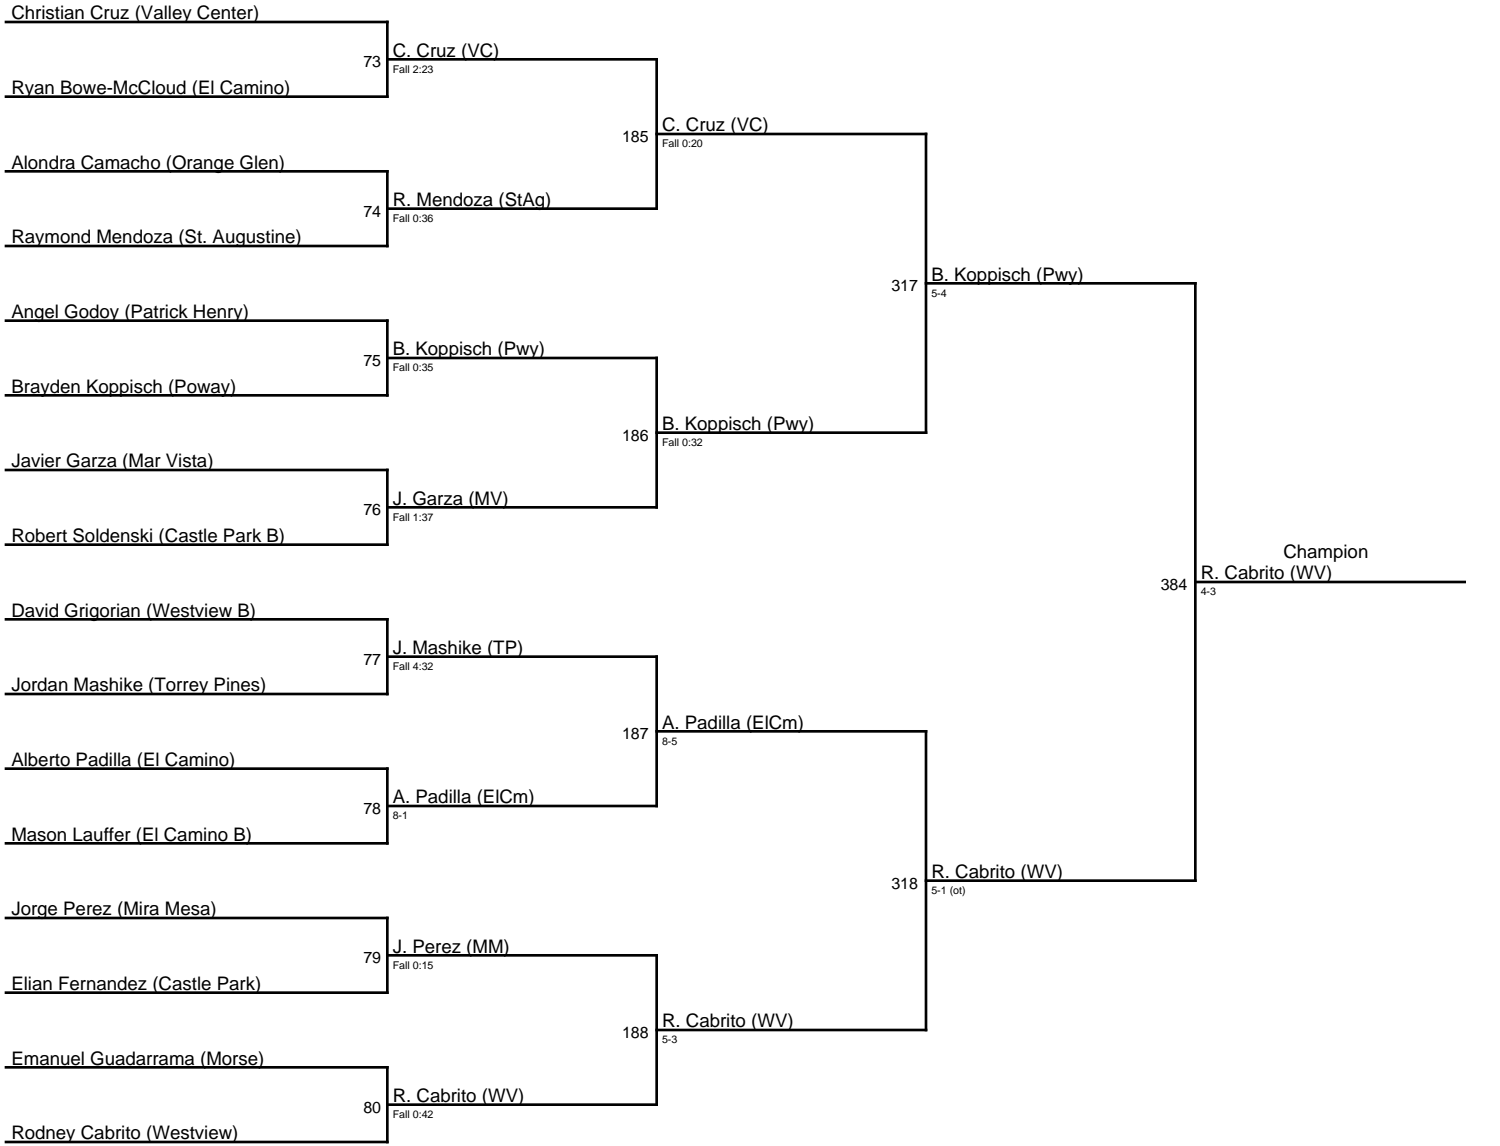 Christian Cruz (Valley Center)
73
C. Cruz (VC)
Fall 2:23
Ryan Bowe-McCloud (El Camino)
185
C. Cruz (VC)
Fall 0:20
Alondra Camacho (Orange Glen)
74
R. Mendoza (StAg)
Fall 0:36
Raymond Mendoza (St. Augustine)
317
B. Koppisch (Pwy)
5-4
Angel Godoy (Patrick Henry)
75
B. Koppisch (Pwy)
Fall 0:35
Brayden Koppisch (Poway)
186
B. Koppisch (Pwy)
Fall 0:32
Javier Garza (Mar Vista)
76
J. Garza (MV)
Fall 1:37
Robert Soldenski (Castle Park B)
Champion
384
R. Cabrito (WV)
4-3
David Grigorian (Westview B)
77
J. Mashike (TP)
Fall 4:32
Jordan Mashike (Torrey Pines)
187
A. Padilla (ElCm)
8-5
Alberto Padilla (El Camino)
78
A. Padilla (ElCm)
8-1
Mason Lauffer (El Camino B)
318
R. Cabrito (WV)
5-1 (ot)
Jorge Perez (Mira Mesa)
79
J. Perez (MM)
Fall 0:15
Elian Fernandez (Castle Park)
188
R. Cabrito (WV)
5-3
Emanuel Guadarrama (Morse)
80
R. Cabrito (WV)
Fall 0:42
Rodney Cabrito (Westview)